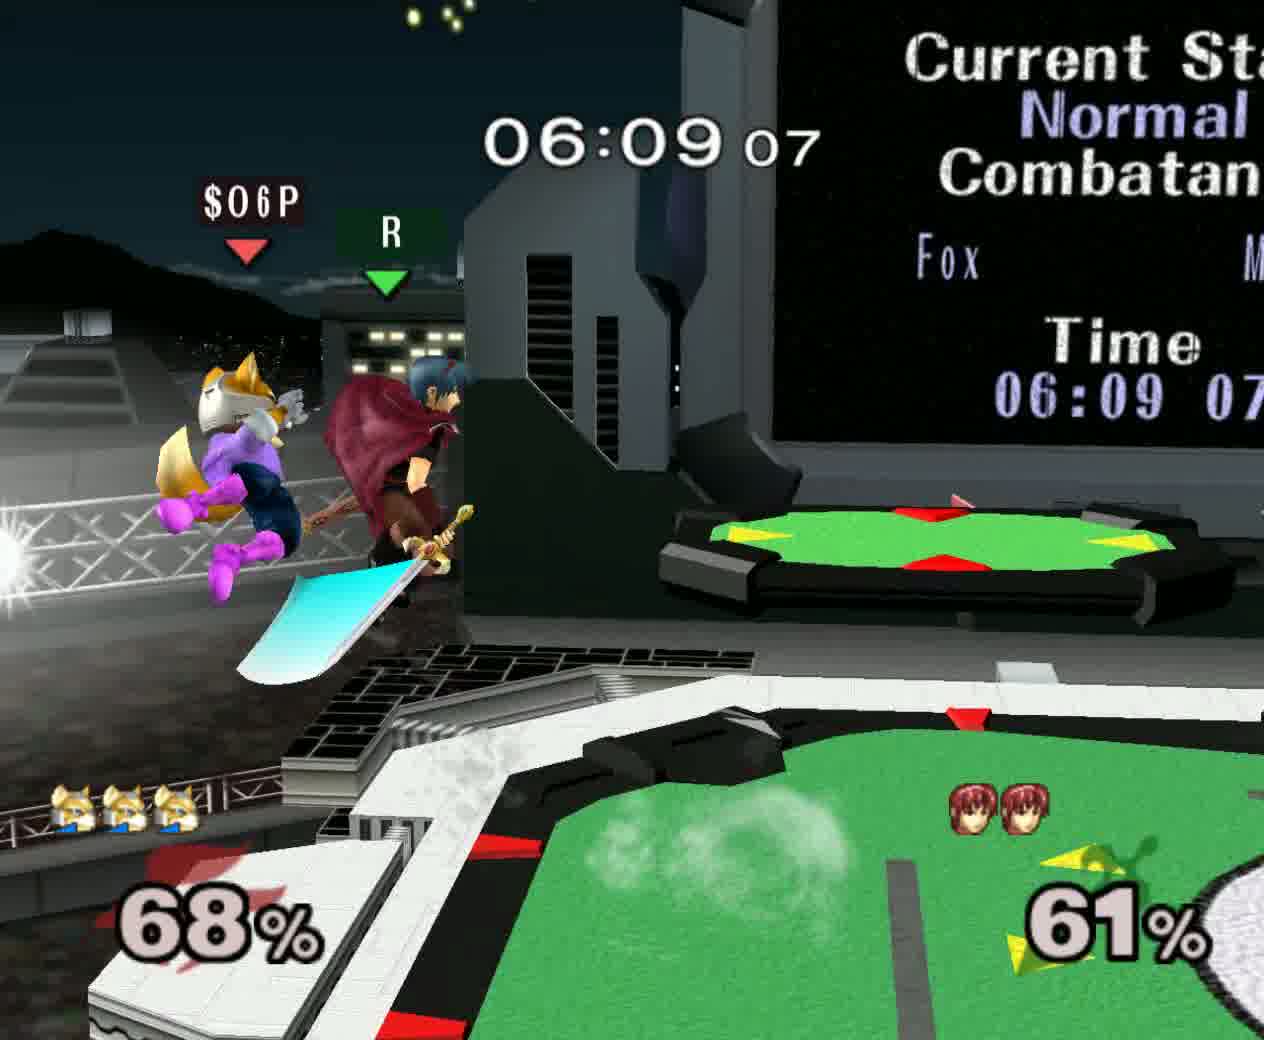 Current Sta
Normal
06:09 07
Combatan
$06P
R
Fox
M
Time
06:09 07
68%
61%